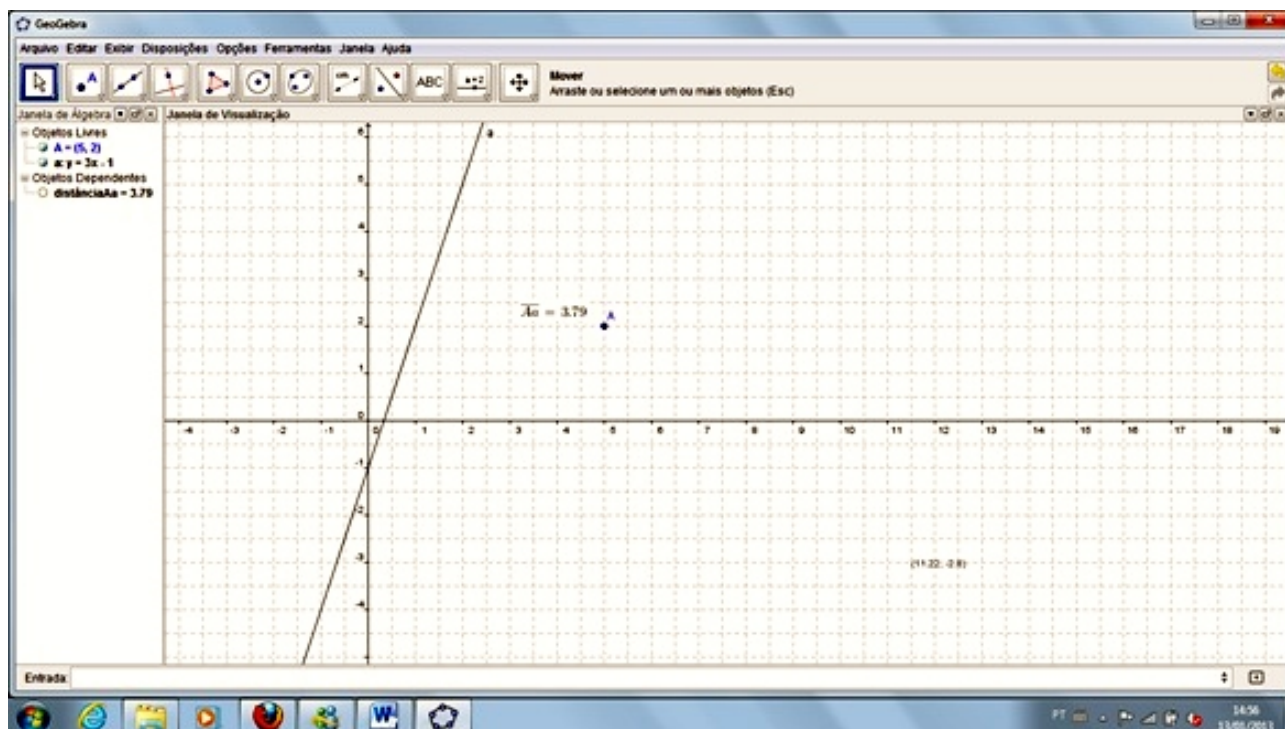 GeoGebra
Arquivo Editar Exibir Disposições Opções Ferramentas Janela Ajuda
A
ABC
a=2
Mover
Arraste ou selecione um ou mais objetos (Esc)
Janela de Álgebra
Janela de Visualização
Objetos Livres
A = (5, 2)
a: y = 3x - 1
Objetos Dependentes
distânciaAa = 3.79
a
6
5
4
3
Aa = 3.79
A
2
1
0
-4 -3 -2 -1 0 1 2 3 4 5 6 7 8 9 10 11 12 13 14 15 16 17 18 19
-1
-2
-3
(11.22, -2.8)
-4
Entrada:
W
PT
14:56
13/01/2013